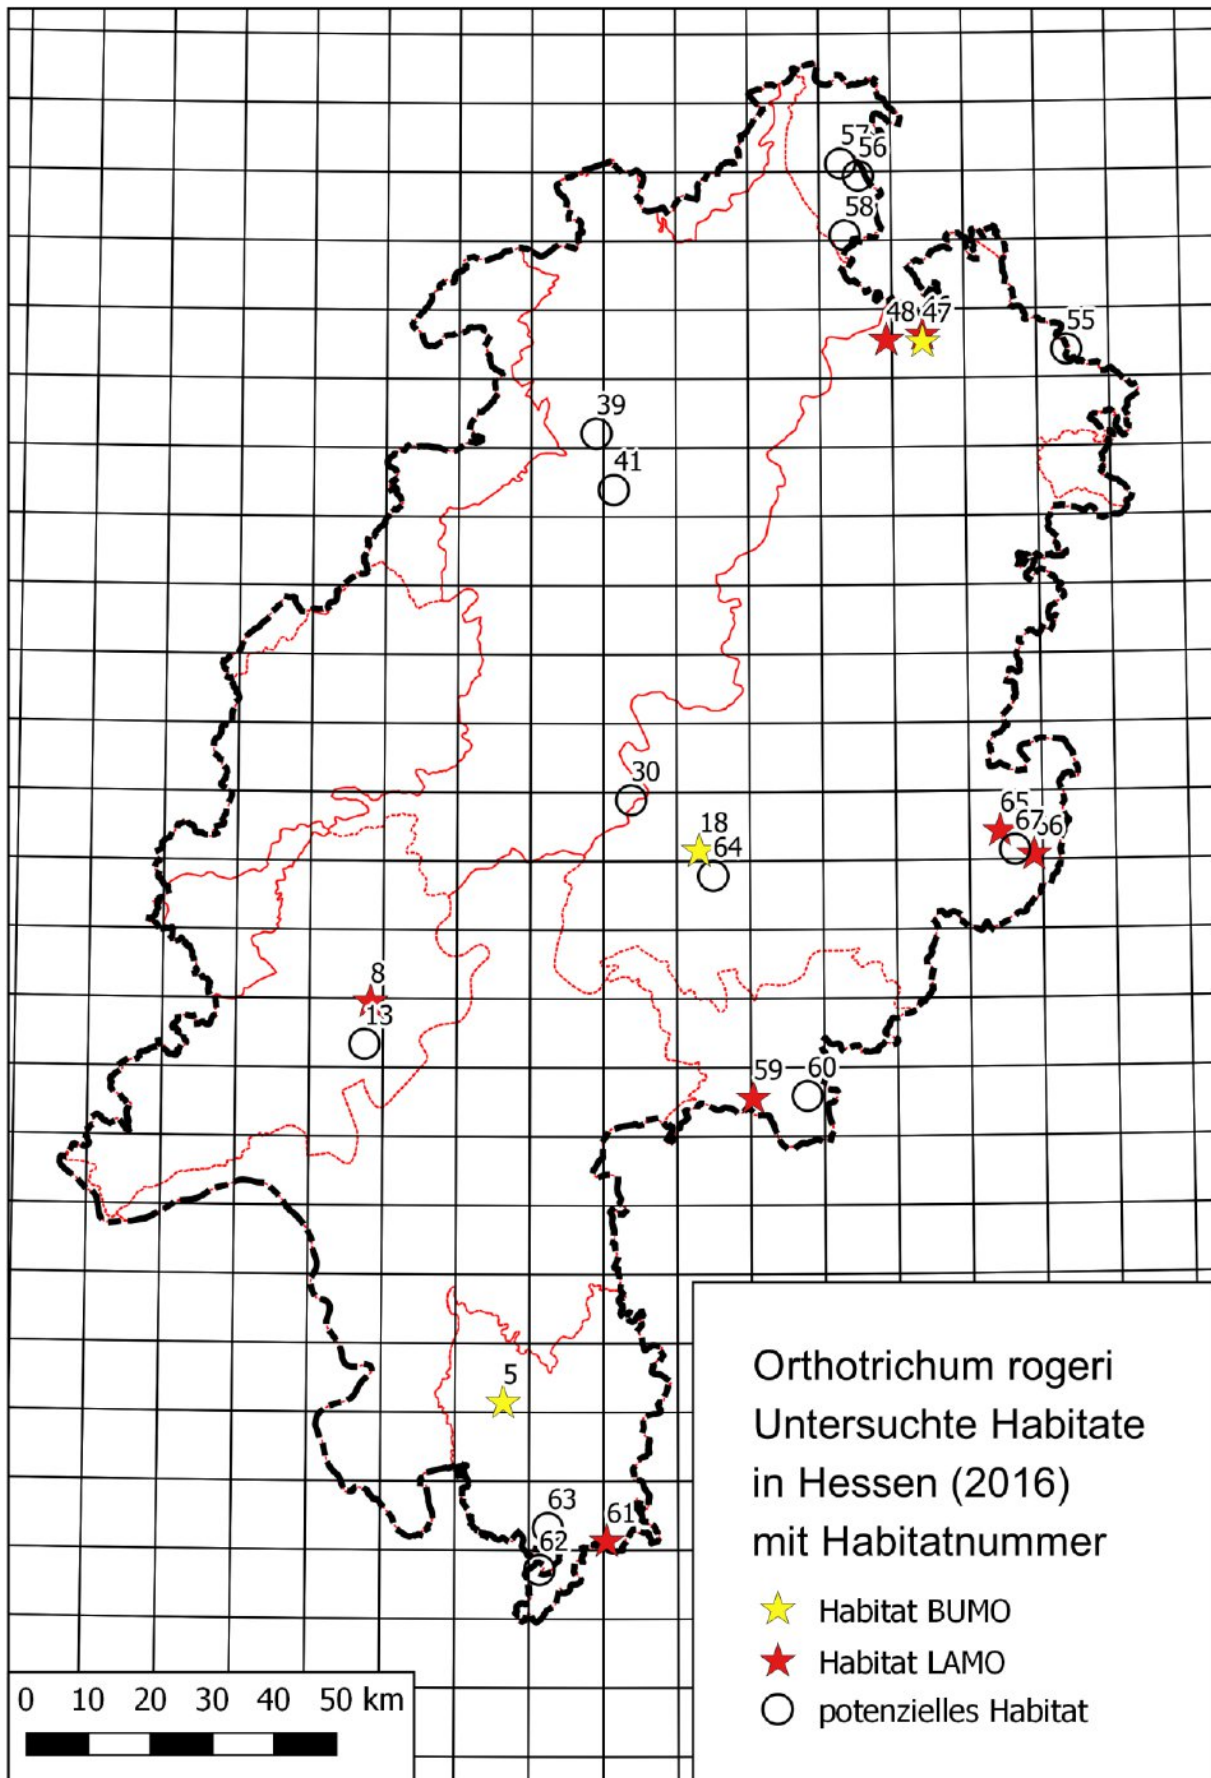 57
56
58
48
47
55
39
41
30
18
64
65
67
66
8
13
59
60
5
63
61
62
Orthotrichum rogeri
Untersuchte Habitate
in Hessen (2016)
mit Habitatnummer
Habitat BUMO
Habitat LAMO
potenzielles Habitat
0 10 20 30 40 50 km